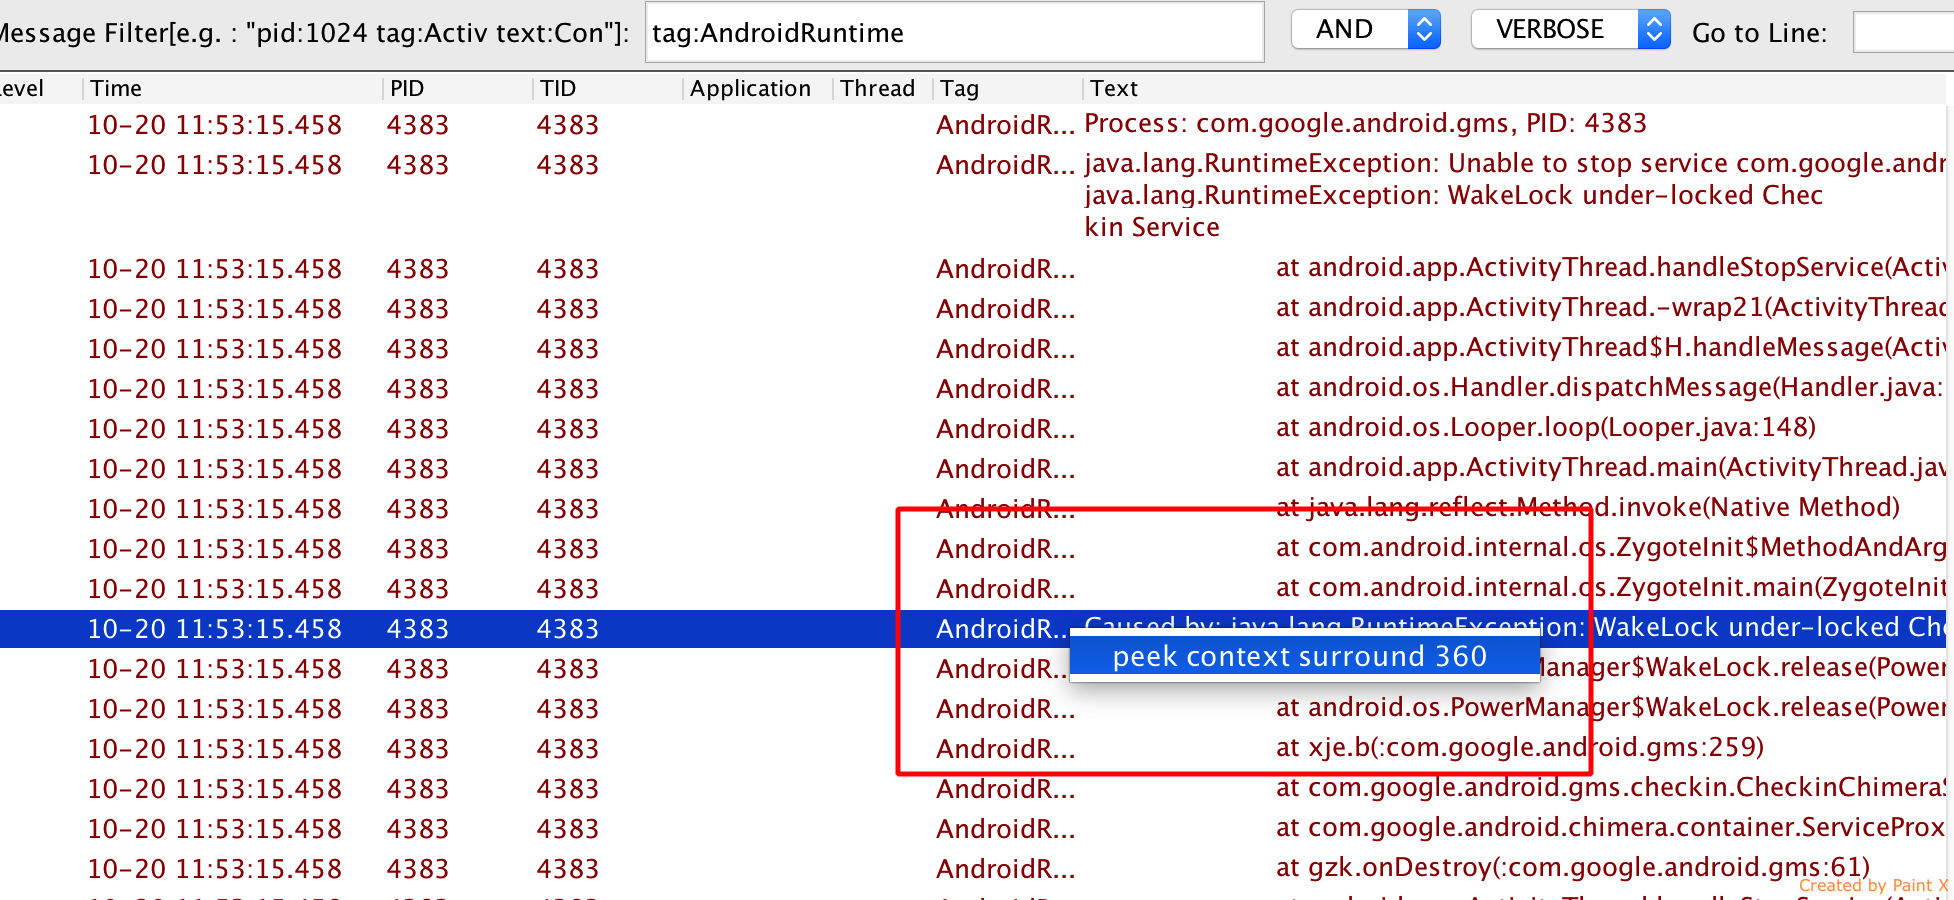 Message Filter[e.g. : "pid:1024 tag:Activ text:Con"]: tag:AndroidRuntime AND VERBOSE Go to Line:
evel Time PID TID Application Thread Tag Text
10-20 11:53:15.458 4383 4383 AndroidR... Process: com.google.android.gms, PID: 4383
10-20 11:53:15.458 4383 4383 AndroidR... java.lang.RuntimeException: Unable to stop service com.google.andr
java.lang.RuntimeException: WakeLock under-locked Chec
kin Service
10-20 11:53:15.458 4383 4383 AndroidR... at android.app.ActivityThread.handleStopService(Activ
10-20 11:53:15.458 4383 4383 AndroidR... at android.app.ActivityThread.-wrap21(ActivityThread
10-20 11:53:15.458 4383 4383 AndroidR... at android.app.ActivityThread$H.handleMessage(Activ
10-20 11:53:15.458 4383 4383 AndroidR... at android.os.Handler.dispatchMessage(Handler.java:
10-20 11:53:15.458 4383 4383 AndroidR... at android.os.Looper.loop(Looper.java:148)
10-20 11:53:15.458 4383 4383 AndroidR... at android.app.ActivityThread.main(ActivityThread.jav
10-20 11:53:15.458 4383 4383 AndroidR... at java.lang.reflect.Method.invoke(Native Method)
10-20 11:53:15.458 4383 4383 AndroidR... at com.android.internal.os.ZygoteInit$MethodAndArg
10-20 11:53:15.458 4383 4383 AndroidR... at com.android.internal.os.ZygoteInit.main(ZygoteInit
10-20 11:53:15.458 4383 4383 AndroidR... Caused by: java.lang.RuntimeException: WakeLock under-locked Che
peek context surround 360
10-20 11:53:15.458 4383 4383 AndroidR... anager$WakeLock.release(Power
10-20 11:53:15.458 4383 4383 AndroidR... at android.os.PowerManager$WakeLock.release(Power
10-20 11:53:15.458 4383 4383 AndroidR... at xje.b(:com.google.android.gms:259)
10-20 11:53:15.458 4383 4383 AndroidR... at com.google.android.gms.checkin.CheckinChimeraS
10-20 11:53:15.458 4383 4383 AndroidR... at com.google.android.chimera.container.ServiceProx
10-20 11:53:15.458 4383 4383 AndroidR... at gzk.onDestroy(:com.google.android.gms:61)
Created by Paint X